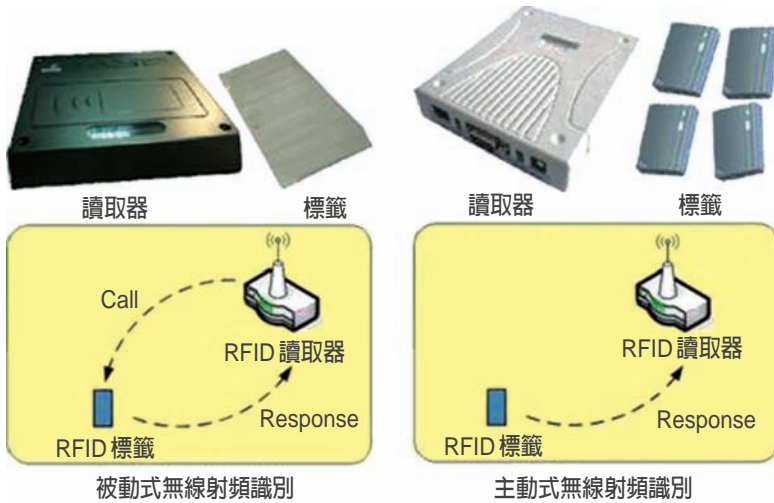 讀取器 標籤 讀取器 標籤
Call
RFID 讀取器
Response
RFID 標籤
被動式無線射頻識別
RFID 讀取器
Response
RFID 標籤
主動式無線射頻識別